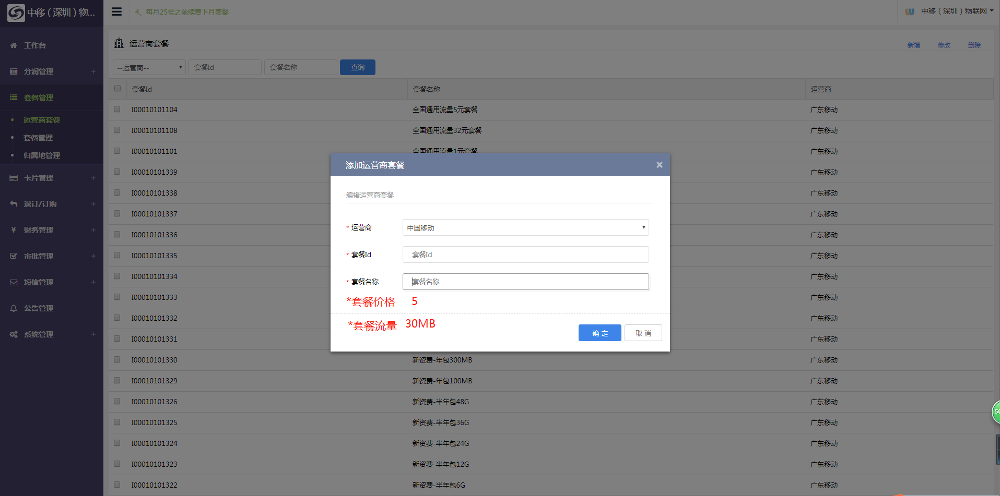 中移（深圳）物...
4、每月25号之前续费下月套餐
中移（深圳）物联网
工作台
分润管理
套餐管理
运营商套餐
套餐管理
归属地管理
卡片管理
退订/订购
¥ 财务管理
审批管理
短信管理
公告管理
系统管理
运营商套餐
新增 修改 删除
--运营商-- 套餐Id 套餐名称 查询
套餐Id 套餐名称 运营商
I00010101104 全国通用流量5元套餐 广东移动
I00010101108 全国通用流量32元套餐 广东移动
I00010101101 全国通用流量1元套餐 广东移动
I00010101339 广东移动
I00010101338 广东移动
I00010101337 广东移动
I00010101336 广东移动
I00010101335 广东移动
I00010101334 广东移动
I00010101333 广东移动
I00010101332 广东移动
I00010101331 广东移动
I00010101330 新资费-年包300MB 广东移动
I00010101329 新资费-年包100MB 广东移动
I00010101326 新资费-半年包48G 广东移动
I00010101325 新资费-半年包36G 广东移动
I00010101324 新资费-半年包24G 广东移动
I00010101323 新资费-半年包12G 广东移动
I00010101322 新资费-半年包6G 广东移动
添加运营商套餐 ×
编辑运营商套餐
* 运营商 中国移动
* 套餐Id 套餐Id
* 套餐名称 套餐名称
*套餐价格 5
*套餐流量 30MB
确 定 取 消